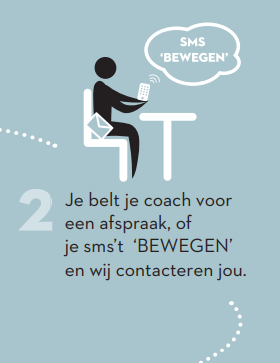 SMS
‘BEWEGEN’
2
Je belt je coach voor
een afspraak, of
je sms’t ‘BEWEGEN’
en wij contacteren jou.